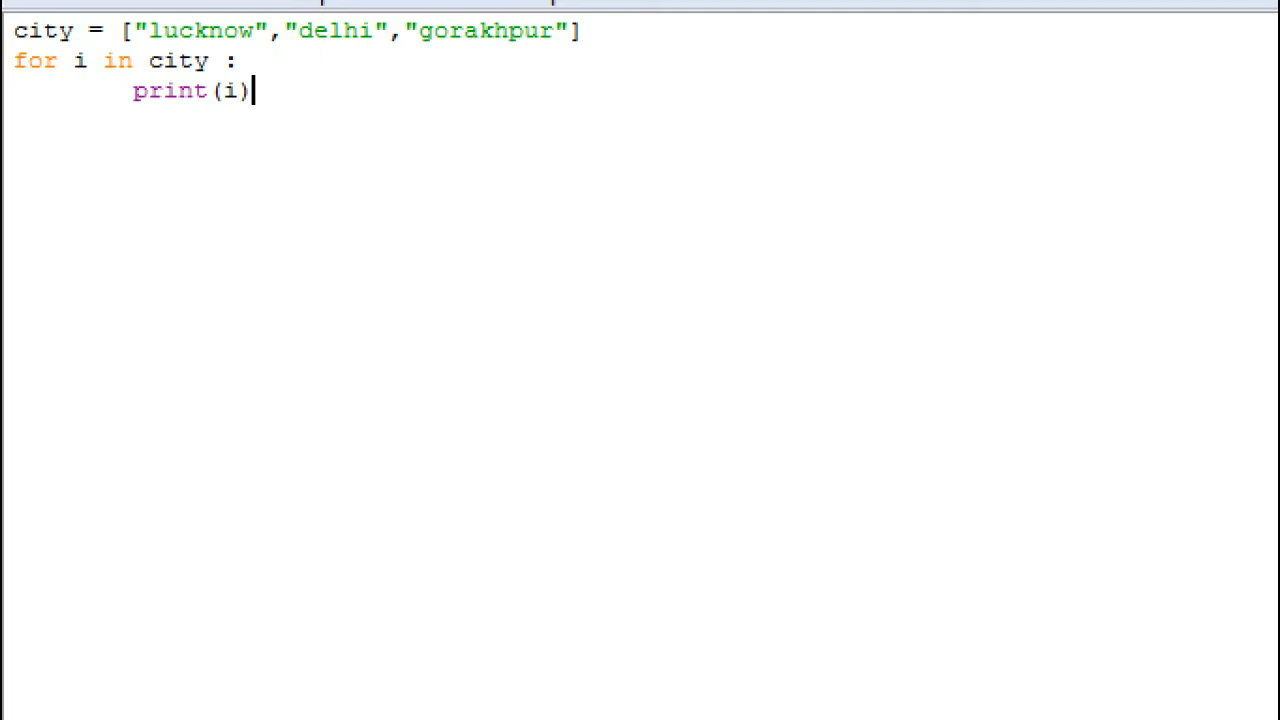 city = ["lucknow","delhi","gorakhpur"]
for i in city :
        print(i)